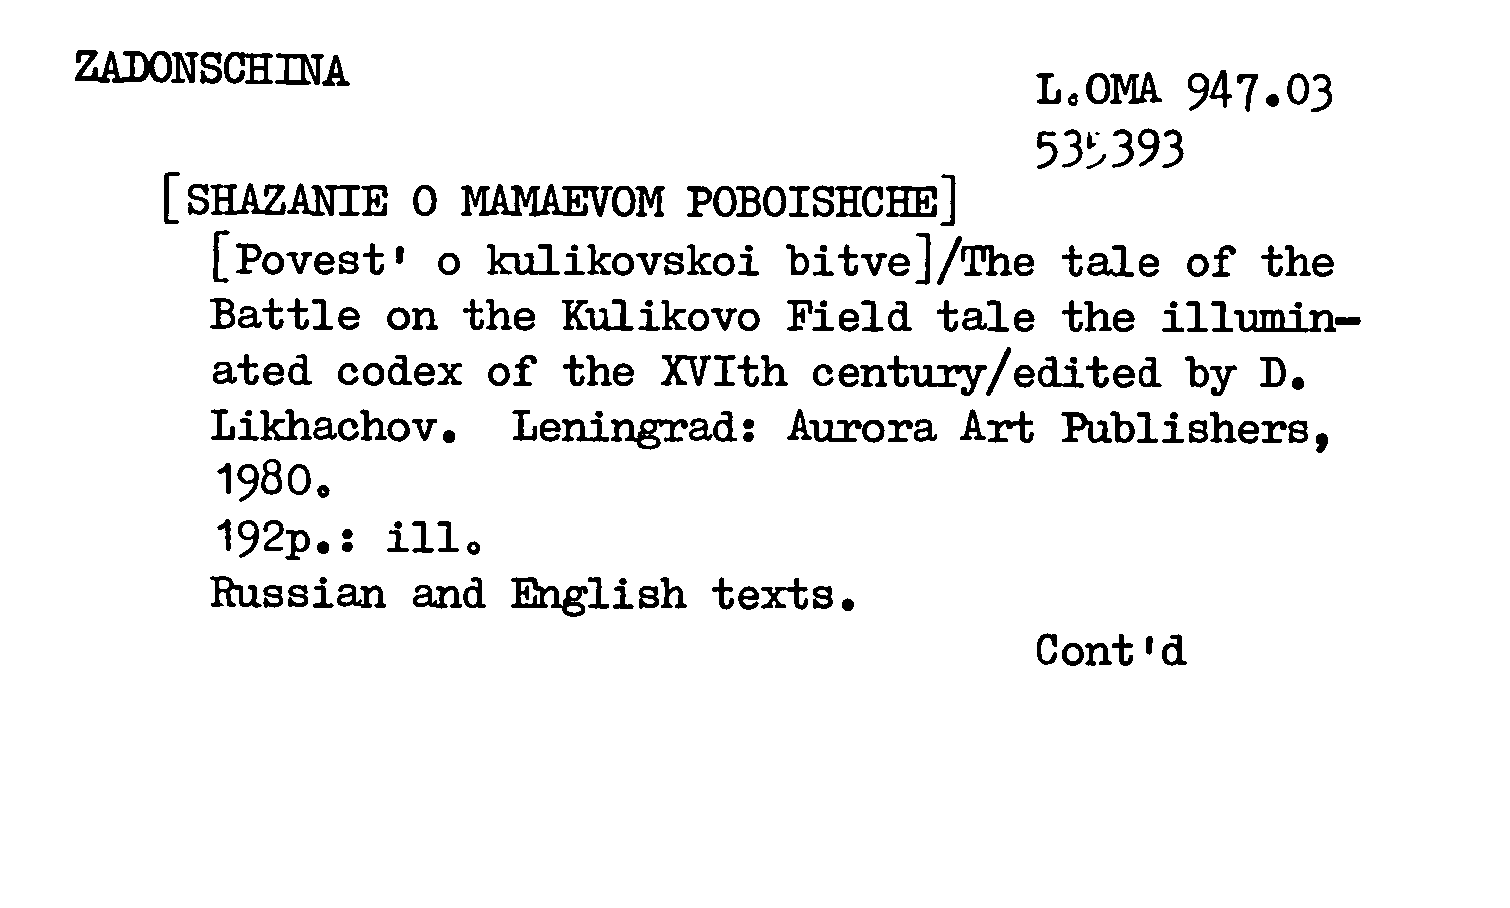 ZADONSCHINA
L.OMA 947.03
535393
[SHAZANIE O MAMAEVOM POBOISHCHE]
[Povest' o kulikovskoi bitve]/The tale of the
Battle on the Kulikovo Field tale the illumin-
ated codex of the XVIth century/edited by D.
Likhachov. Leningrad: Aurora Art Publishers,
1980.
192p.: ill.
Russian and English texts.
Cont'd